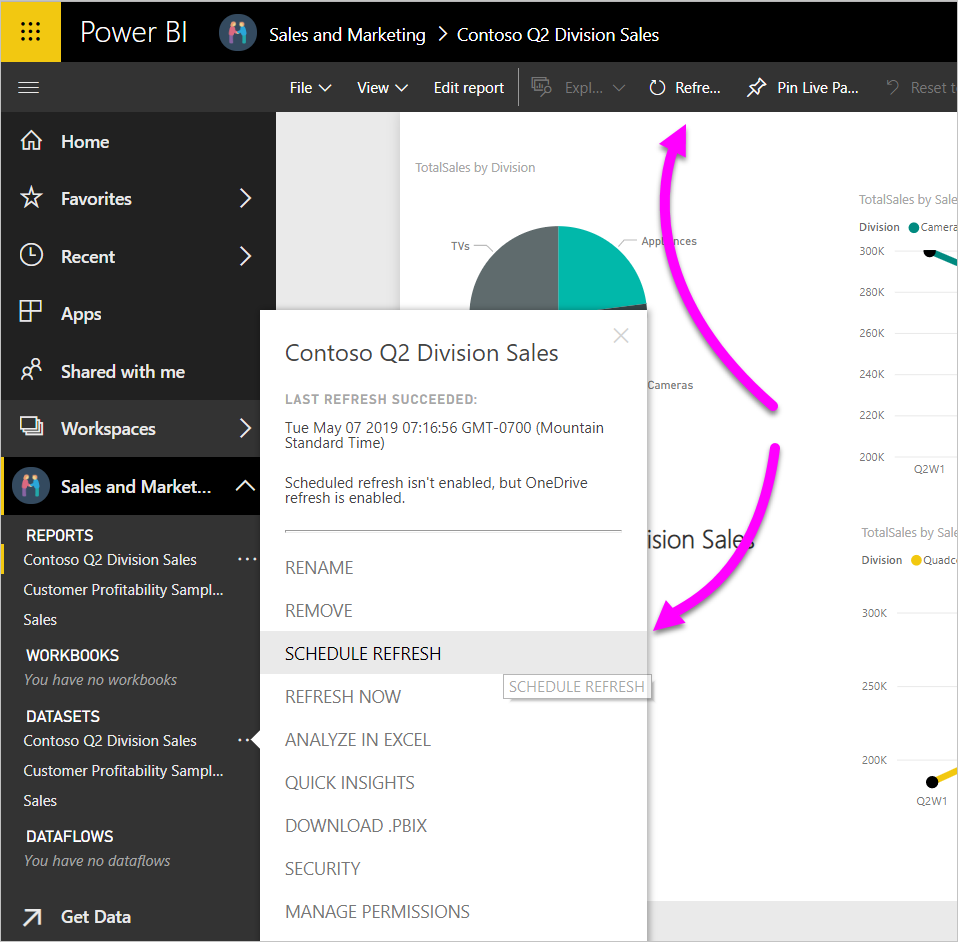 Power BI
Sales and Marketing > Contoso Q2 Division Sales
File
View
Edit report
Expl...
Refre...
Pin Live Pa...
Reset t
Home
Favorites
Recent
Apps
Shared with me
Workspaces
Sales and Market...
REPORTS
Contoso Q2 Division Sales ...
Customer Profitability Sampl...
Sales
WORKBOOKS
You have no workbooks
DATASETS
Contoso Q2 Division Sales
Customer Profitability Sampl...
Sales
DATAFLOWS
You have no dataflows
Get Data
TotalSales by Division
TVs
Appliances
Cameras
Contoso Q2 Division Sales
LAST REFRESH SUCCEEDED:
Tue May 07 2019 07:16:56 GMT-0700 (Mountain
Standard Time)
Scheduled refresh isn't enabled, but OneDrive
refresh is enabled.
RENAME
REMOVE
SCHEDULE REFRESH
SCHEDULE REFRESH
REFRESH NOW
ANALYZE IN EXCEL
QUICK INSIGHTS
DOWNLOAD .PBIX
SECURITY
MANAGE PERMISSIONS
ision Sales
TotalSales by Sale
Division Camera
300K
280K
260K
240K
220K
200K
Q2W1
TotalSales by Sal
Division Quadc
300K
250K
200K
Q2W1